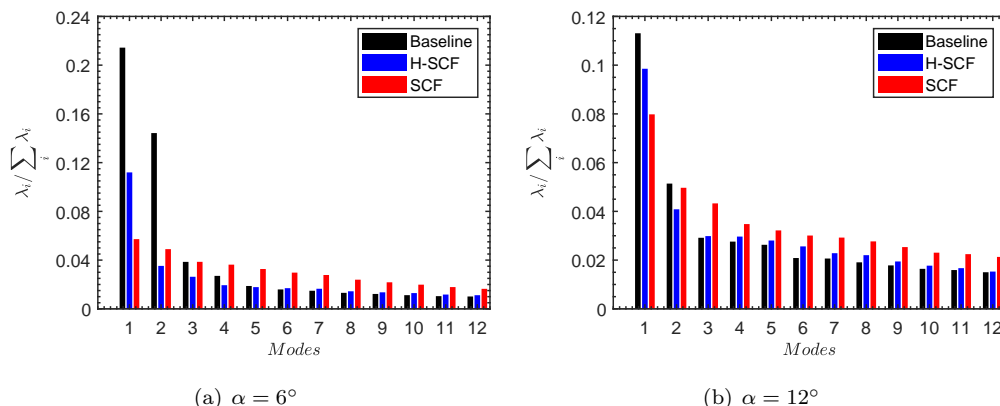 0.24
0.2
0.16
0.12
0.08
0.04
0
λi / ∑i λi
Baseline
H-SCF
SCF
1 2 3 4 5 6 7 8 9 10 11 12
Modes
(a) α = 6°
0.12
0.1
0.08
0.06
0.04
0.02
0
λi / ∑i λi
Baseline
H-SCF
SCF
1 2 3 4 5 6 7 8 9 10 11 12
Modes
(b) α = 12°